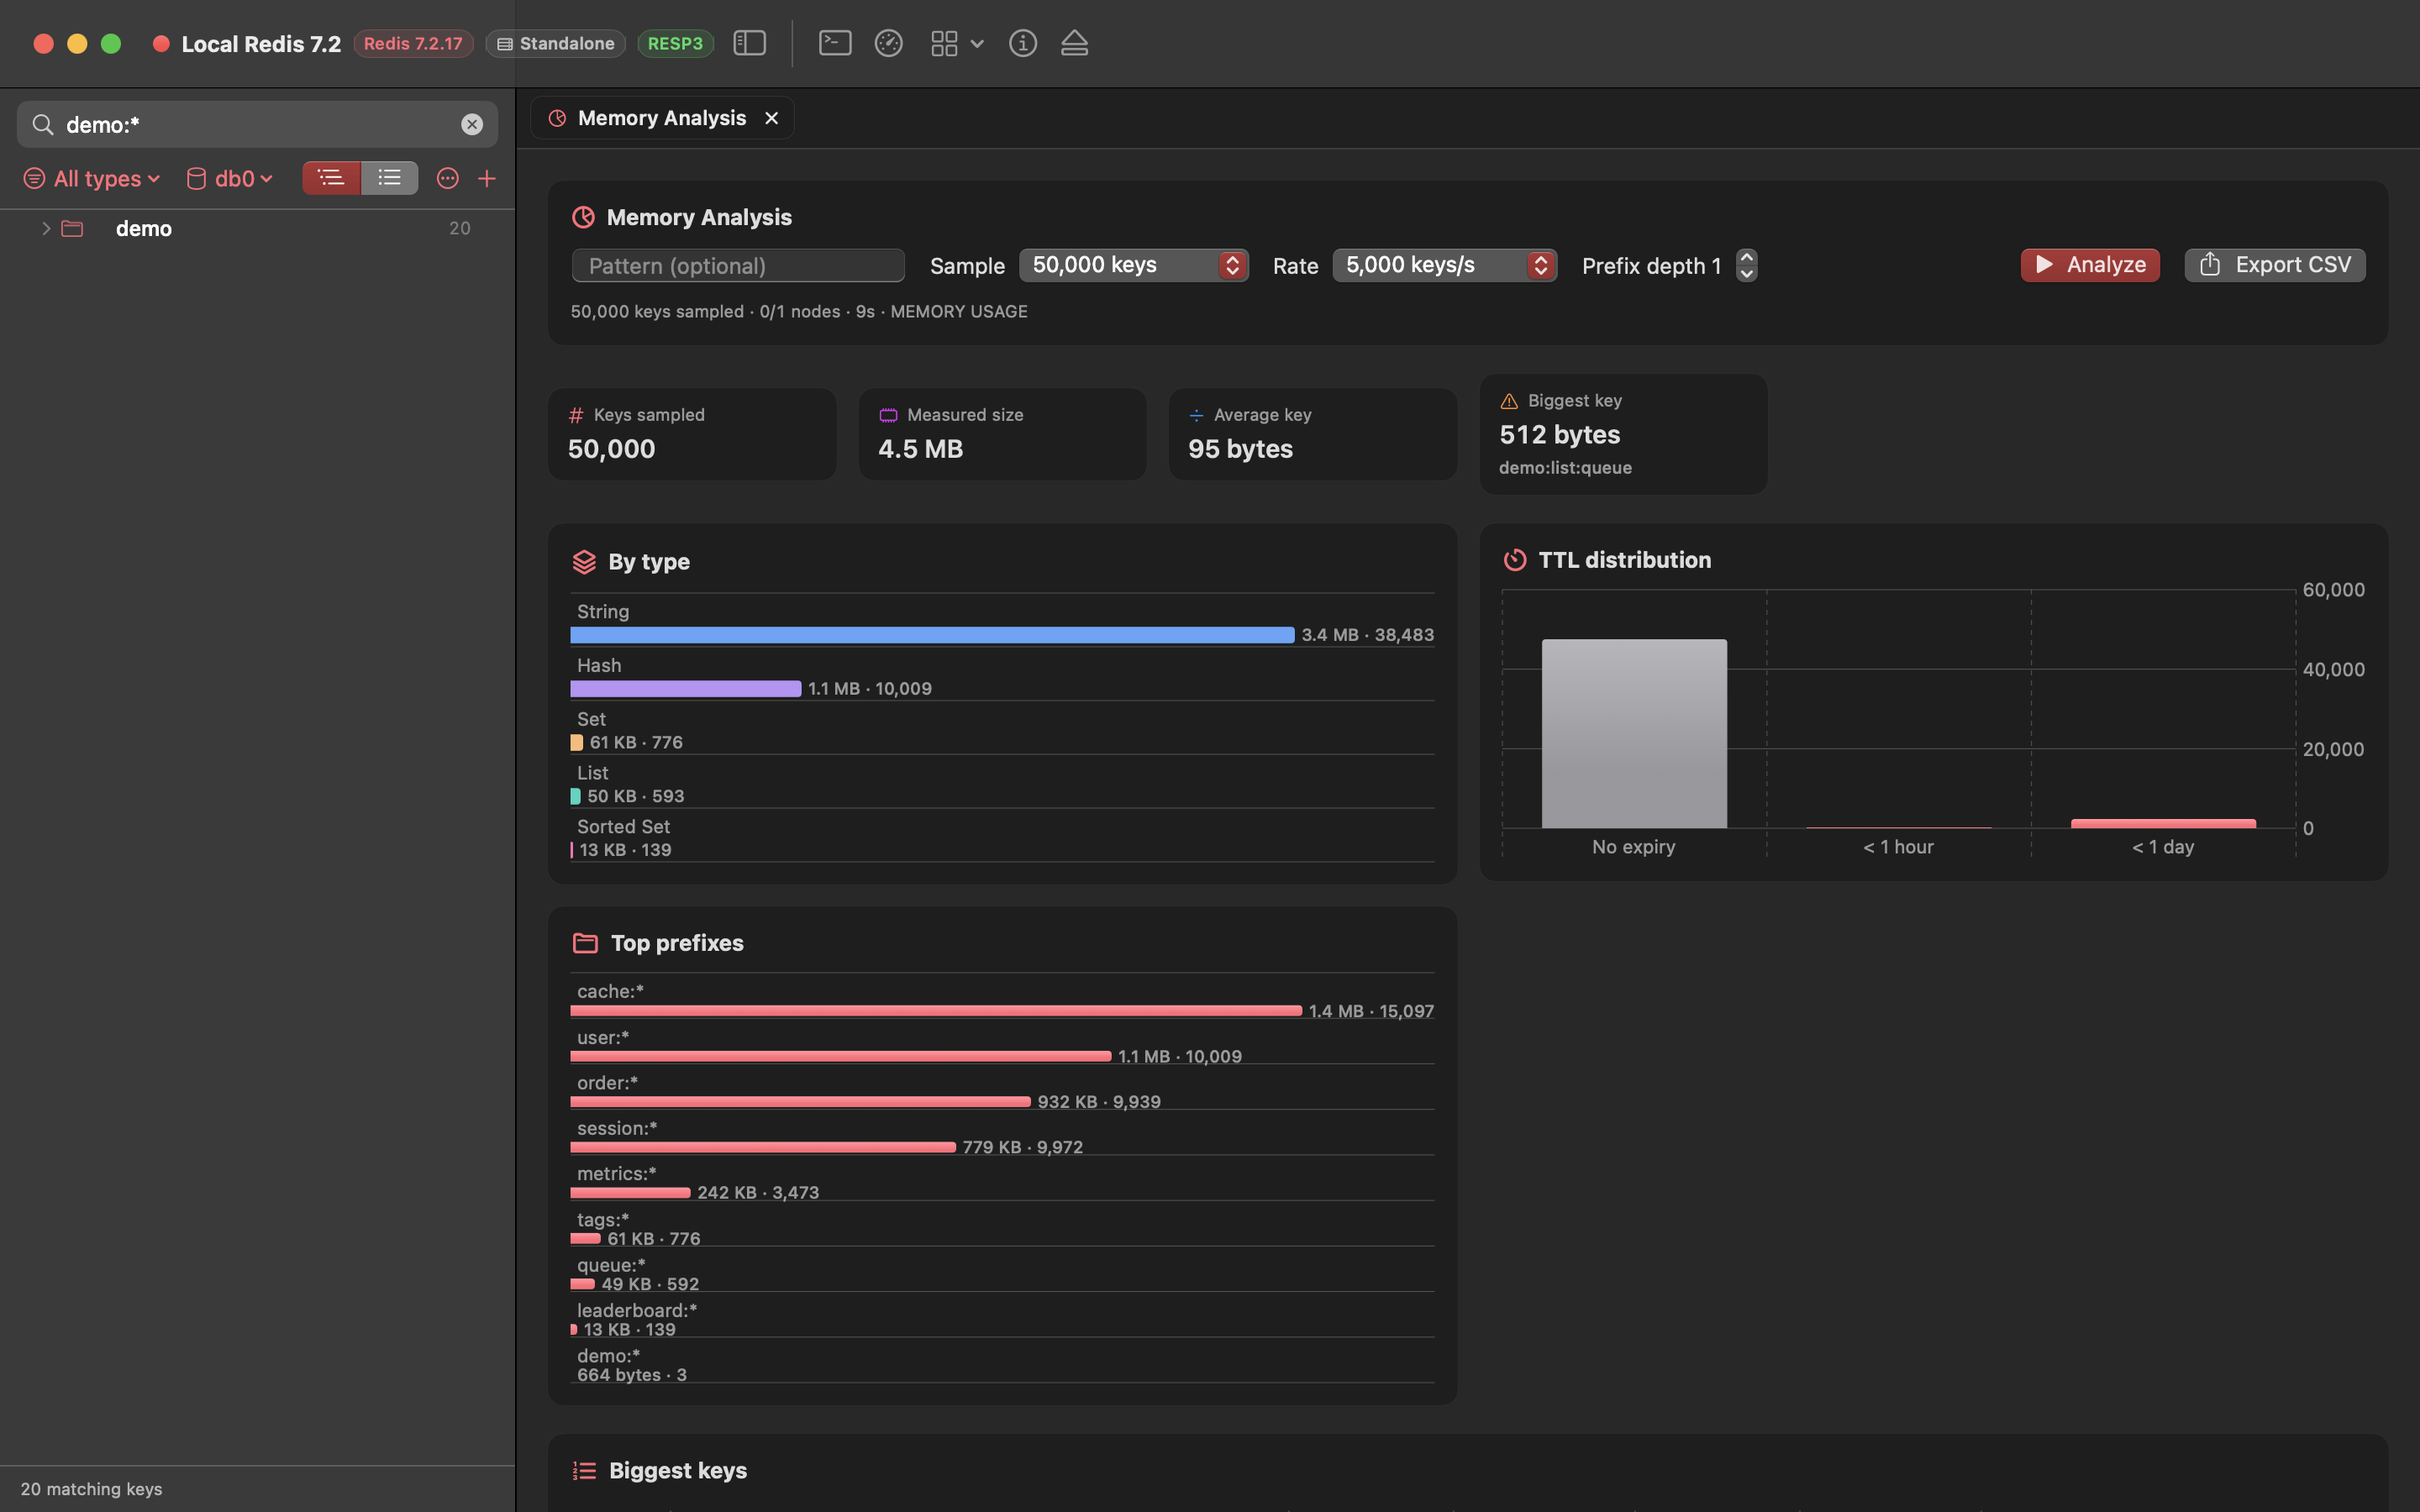 Local Redis 7.2 Redis 7.2.17 Standalone RESP3
demo:*
All types db0
demo 20
20 matching keys
Memory Analysis
Memory Analysis
Pattern (optional) Sample 50,000 keys Rate 5,000 keys/s Prefix depth 1 Analyze Export CSV
50,000 keys sampled · 0/1 nodes · 9s · MEMORY USAGE
# Keys sampled
50,000
Measured size
4.5 MB
Average key
95 bytes
Biggest key
512 bytes
demo:list:queue
By type
String
3.4 MB · 38,483
Hash
1.1 MB · 10,009
Set
61 KB · 776
List
50 KB · 593
Sorted Set
13 KB · 139
TTL distribution
60,000
40,000
20,000
0
No expiry < 1 hour < 1 day
Top prefixes
cache:*
1.4 MB · 15,097
user:*
1.1 MB · 10,009
order:*
932 KB · 9,939
session:*
779 KB · 9,972
metrics:*
242 KB · 3,473
tags:*
61 KB · 776
queue:*
49 KB · 592
leaderboard:*
13 KB · 139
demo:*
664 bytes · 3
Biggest keys